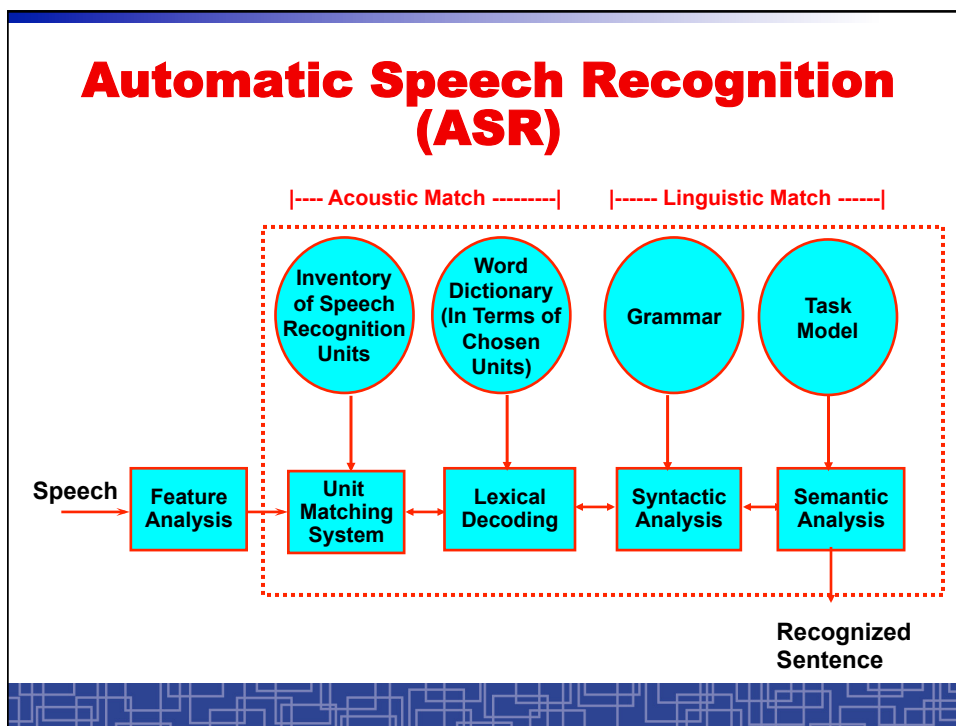 Automatic Speech Recognition
(ASR)
|---- Acoustic Match ---------|
|------ Linguistic Match ------|
Inventory
of Speech
Recognition
Units
Word
Dictionary
(In Terms of
Chosen
Units)
Grammar
Task
Model
Speech
Feature
Analysis
Unit
Matching
System
Lexical
Decoding
Syntactic
Analysis
Semantic
Analysis
Recognized
Sentence